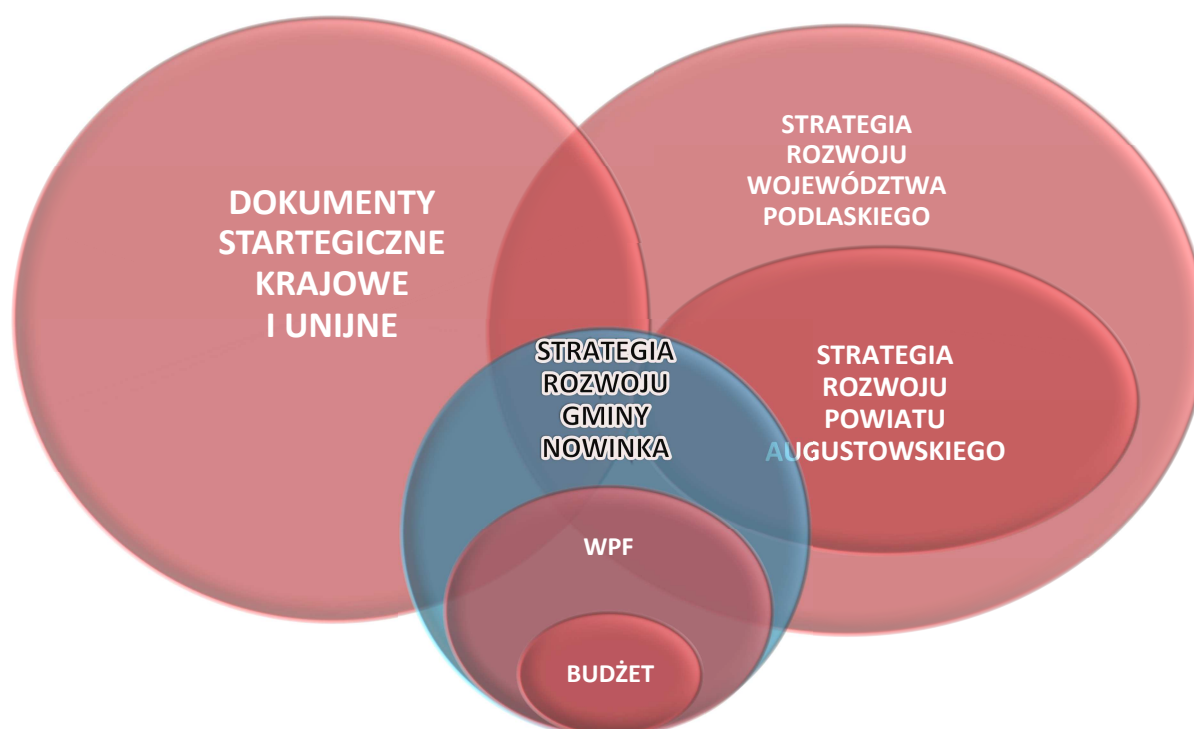 DOKUMENTY
STARTEGICZNE
KRAJOWE
I UNIJNE
STRATEGIA
ROZWOJU
WOJEWÓDZTWA
PODLASKIEGO
STRATEGIA
ROZWOJU
POWIATU
AUGUSTOWSKIEGO
STRATEGIA
ROZWOJU
GMINY
NOWINKA
WPF
BUDŻET